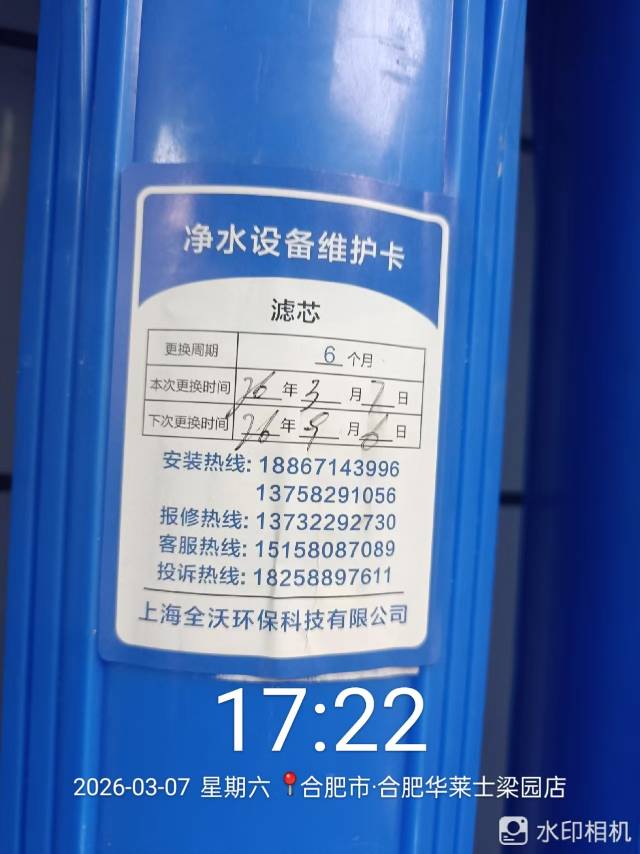 净水设备维护卡
滤芯
更换周期 6 个月
本次更换时间 26 年 3 月 7 日
下次更换时间 26 年 9 月 6 日
安装热线: 18867143996
13758291056
报修热线: 13732292730
客服热线: 15158087089
投诉热线: 18258897611
上海全沃环保科技有限公司
17:22
2026-03-07 星期六 合肥市·合肥华莱士梁园店
水印相机